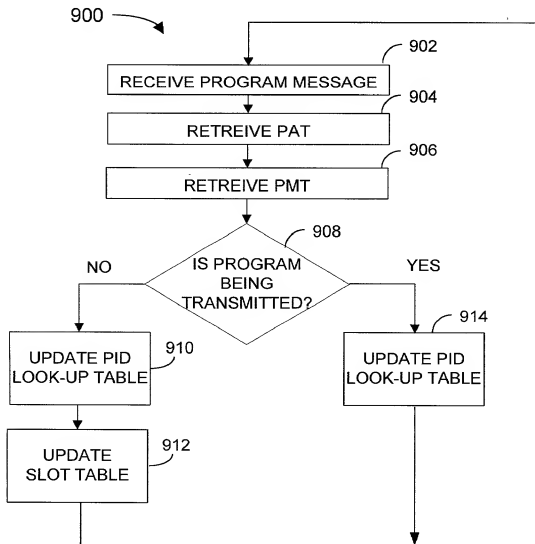 900
902
RECEIVE PROGRAM MESSAGE
904
RETREIVE PAT
906
RETREIVE PMT
908
IS PROGRAM
BEING
TRANSMITTED?
NO
YES
910
UPDATE PID
LOOK-UP TABLE
914
UPDATE PID
LOOK-UP TABLE
912
UPDATE
SLOT TABLE